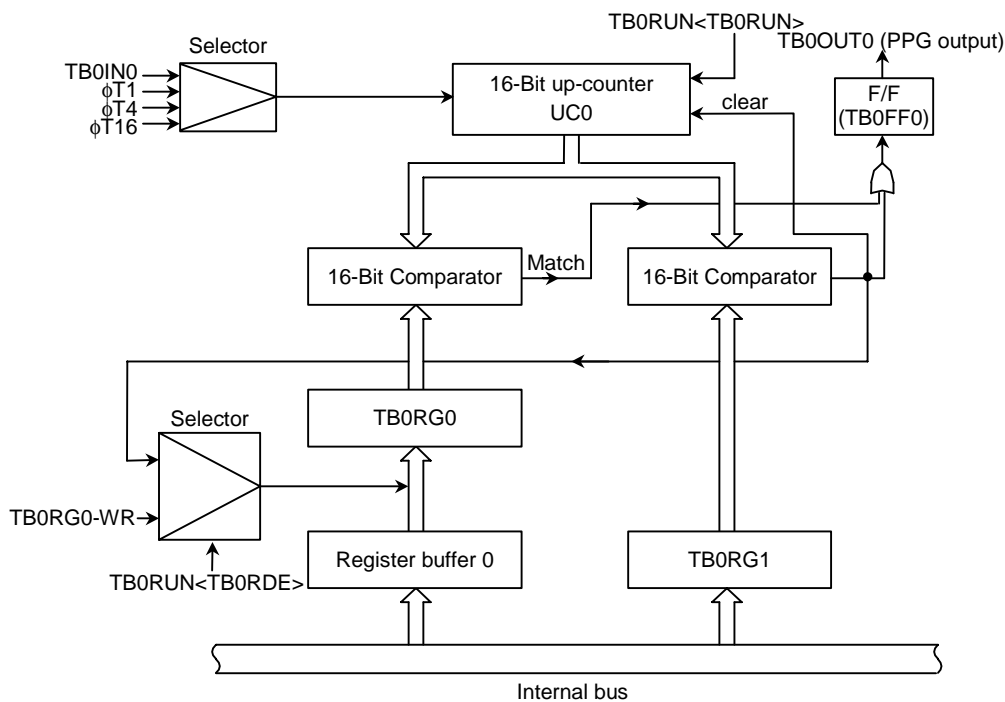 TB0RUN<TB0RUN>
TB0OUT0 (PPG output)
Selector
TB0IN0
ϕT1
ϕT4
ϕT16
16-Bit up-counter
UC0
clear
F/F
(TB0FF0)
16-Bit Comparator
Match
16-Bit Comparator
Selector
TB0RG0
TB0RG0-WR
Register buffer 0
TB0RG1
TB0RUN<TB0RDE>
Internal bus